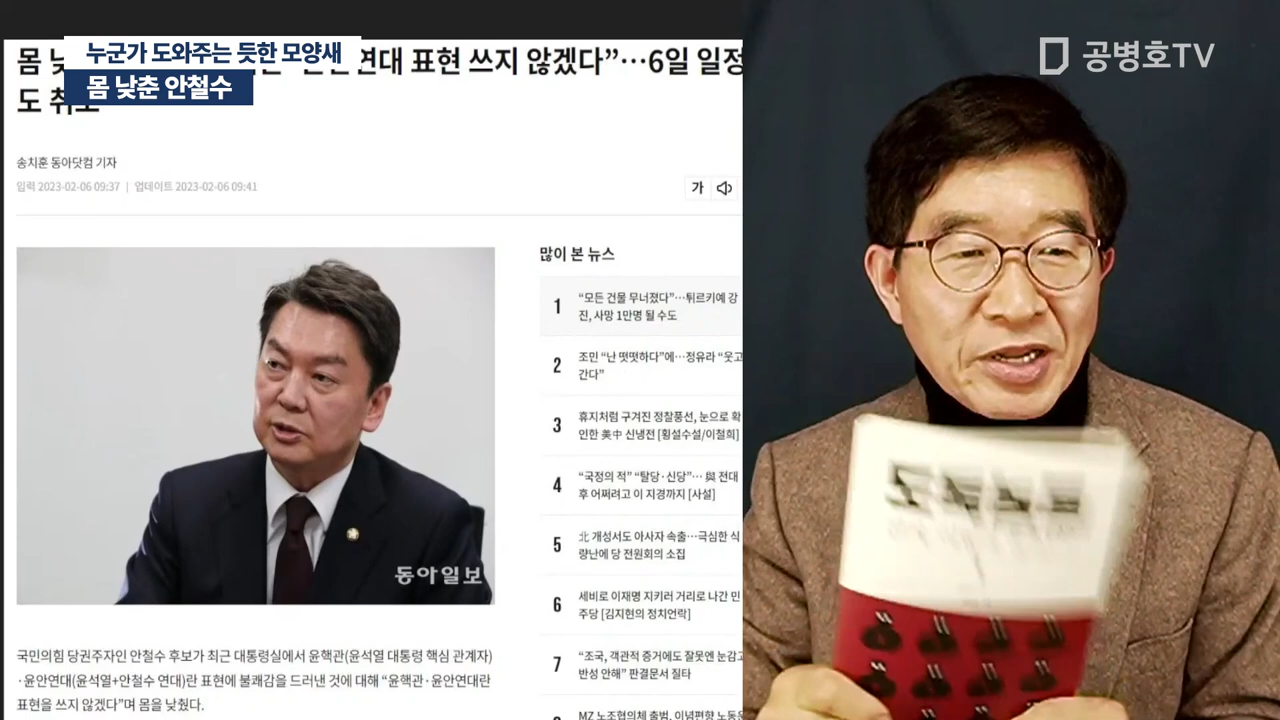 누군가 도와주는 듯한 모양새
몸 낮춘 안철수
공병호TV
연대 표현 쓰지 않겠다”…6일 일정
송치훈 동아닷컴 기자
입력 2023-02-06 09:37 | 업데이트 2023-02-06 09:41
가
동아일보
국민의힘 당권주자인 안철수 후보가 최근 대통령실에서 윤핵관(윤석열 대통령 핵심 관계자)
·윤안연대(윤석열+안철수 연대)란 표현에 불쾌감을 드러낸 것에 대해 “윤핵관·윤안연대란
표현을 쓰지 않겠다”며 몸을 낮췄다.
많이 본 뉴스
1
“모든 건물 무너졌다”…튀르키예 강
진, 사망 1만명 될 수도
2
조민 “난 떳떳하다”에…정유라 “웃고
간다”
3
휴지처럼 구겨진 정찰풍선, 눈으로 확
인한 美中 신냉전 [횡설수설/이철희]
4
“국정의 적” “탈당·신당”… 與 전대
후 어쩌려고 이 지경까지 [사설]
5
北 개성서도 아사자 속출…극심한 식
량난에 당 전원회의 소집
6
세비로 이재명 지키러 거리로 나간 민
주당 [김지현의 정치언락]
7
“조국, 객관적 증거에도 잘못엔 눈감고
반성 안해” 판결문서 질타
MZ 노조협의체 출범, 이념편향 노동운